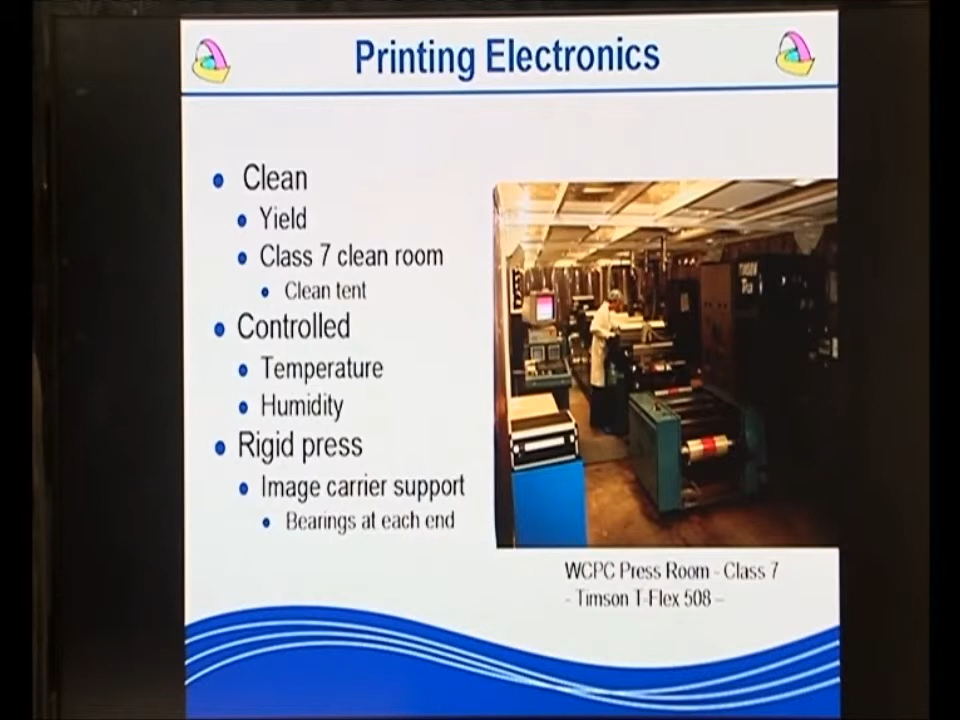 Printing Electronics
Clean
Yield
Class 7 clean room
Clean tent
Controlled
Temperature
Humidity
Rigid press
Image carrier support
Bearings at each end
WCPC Press Room - Class 7
- Timson T-Flex 508 –